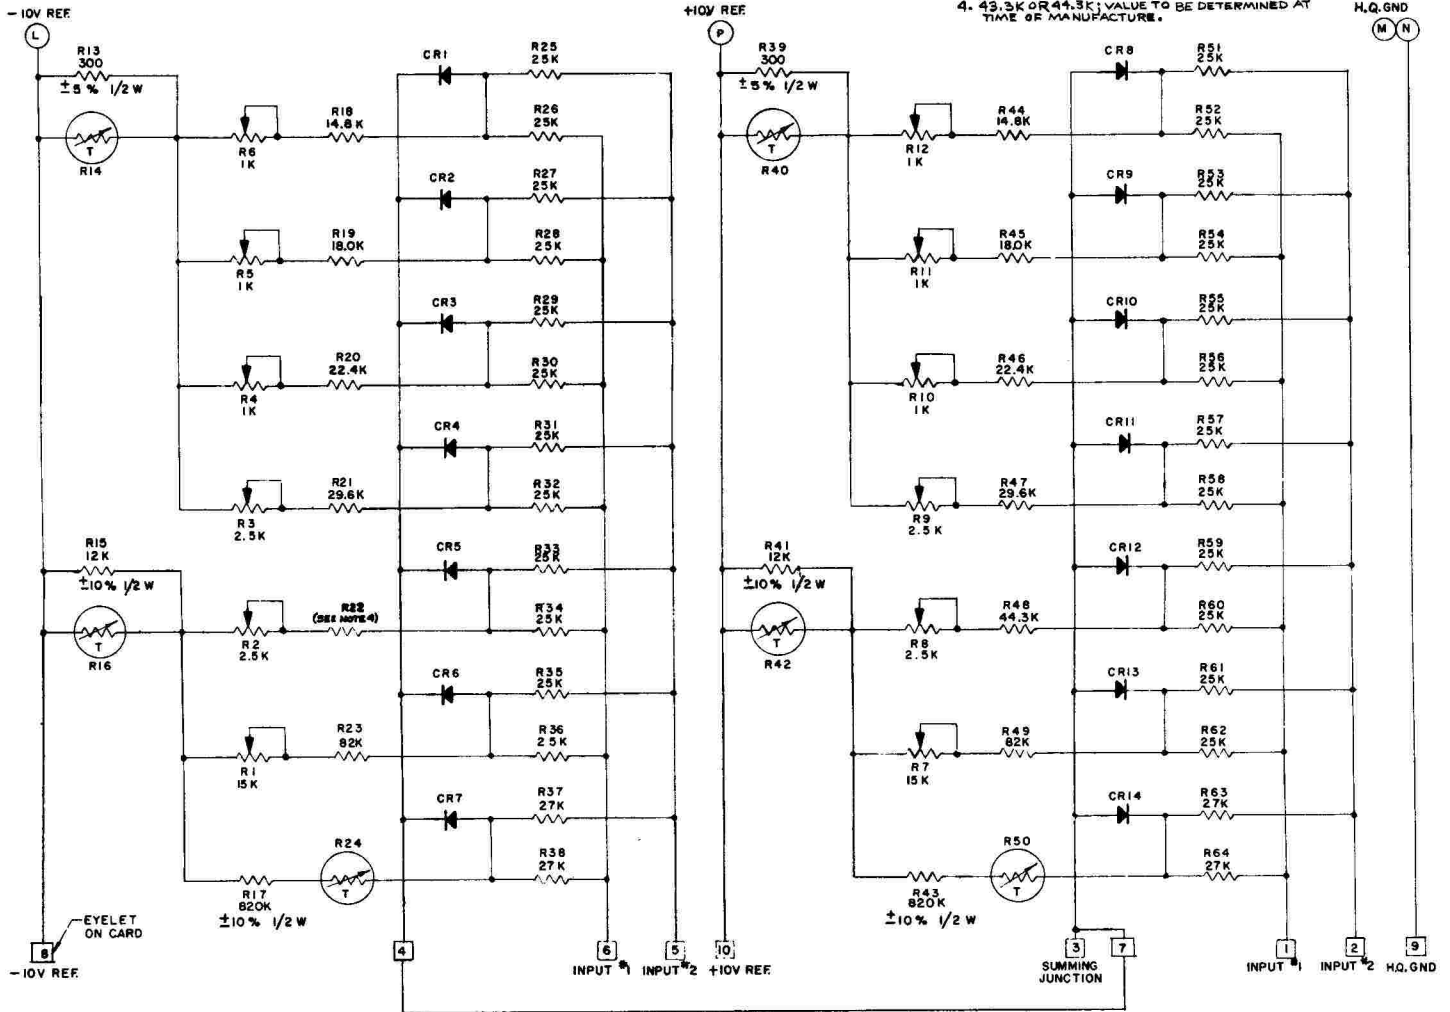 4. 43.3K OR 44.3K; VALUE TO BE DETERMINED AT
TIME OF MANUFACTURE.
-10V REF.
L
R13
300
±5% 1/2W
T
R14
R6
1K
R18
14.8K
R5
1K
R19
18.0K
R4
1K
R20
22.4K
R3
2.5K
R21
29.6K
R15
12K
±10% 1/2W
T
R16
R2
2.5K
R22
(SEE NOTE 4)
R1
15K
R23
82K
R17
820K
±10% 1/2W
R24
T
CR1
CR2
CR3
CR4
CR5
CR6
CR7
R25
25K
R26
25K
R27
25K
R28
25K
R29
25K
R30
25K
R31
25K
R32
25K
R33
25K
R34
25K
R35
25K
R36
25K
R37
27K
R38
27K
EYELET
ON CARD
8
-10V REF.
4
6
INPUT #1
5
INPUT #2
+10V REF.
P
R39
300
±5% 1/2W
T
R40
R12
1K
R44
14.8K
R11
1K
R45
18.0K
R10
1K
R46
22.4K
R9
2.5K
R47
29.6K
R41
12K
±10% 1/2W
T
R42
R8
2.5K
R48
44.3K
R7
15K
R49
82K
R43
820K
±10% 1/2W
R50
T
CR8
CR9
CR10
CR11
CR12
CR13
CR14
R51
25K
R52
25K
R53
25K
R54
25K
R55
25K
R56
25K
R57
25K
R58
25K
R59
25K
R60
25K
R61
25K
R62
25K
R63
27K
R64
27K
10
+10V REF.
3
SUMMING
JUNCTION
7
1
INPUT #1
2
INPUT #2
H.Q. GND
M N
9
H.Q. GND